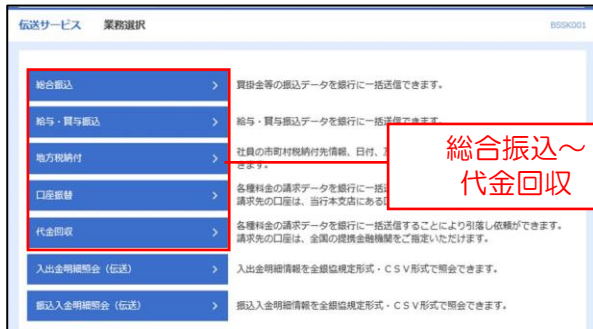 伝送サービス 業務選択 BSSK001
総合振込 > 買掛金等の振込データを銀行に一括送信できます。
給与・賞与振込 > 給与・賞与振込データを銀行に一括送信できます。
地方税納付 > 社員の市町村税納付先情報、日付、
きます。
総合振込～
代金回収
口座振替 > 各種料金の請求データを銀行に一括送
請求先の口座は、当行本支店にある口
代金回収 > 各種料金の請求データを銀行に一括送信することにより引落し依頼ができます。
請求先の口座は、全国の提携金融機関をご指定いただけます。
入出金明細照会（伝送） > 入出金明細情報を全銀協規定形式・ＣＳＶ形式で照会できます。
振込入金明細照会（伝送） > 振込入金明細情報を全銀協規定形式・ＣＳＶ形式で照会できます。